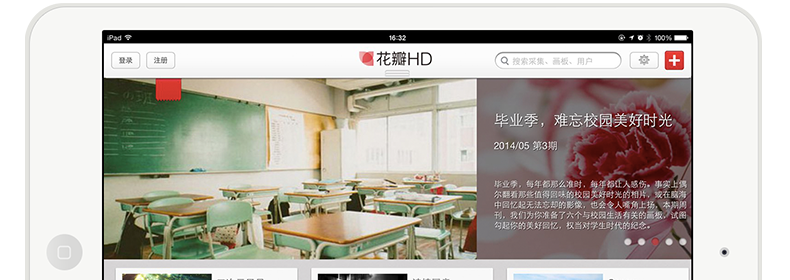 iPad
16:32
100%
登录
注册
花瓣HD
搜索采集、画板、用户
毕业季，难忘校园美好时光
2014/05 第3期
毕业季，每年都那么准时，每年都让人感伤。事实上偶
尔翻看那些值得回味的校园美好时光的相片，或在脑海
中回忆起无法忘却的影像，也会令人嘴角上扬。本期周
刊，我们为你准备了六个与校园生活有关的画板，试图
勾起你的美好回忆，权当对学生时代的纪念。